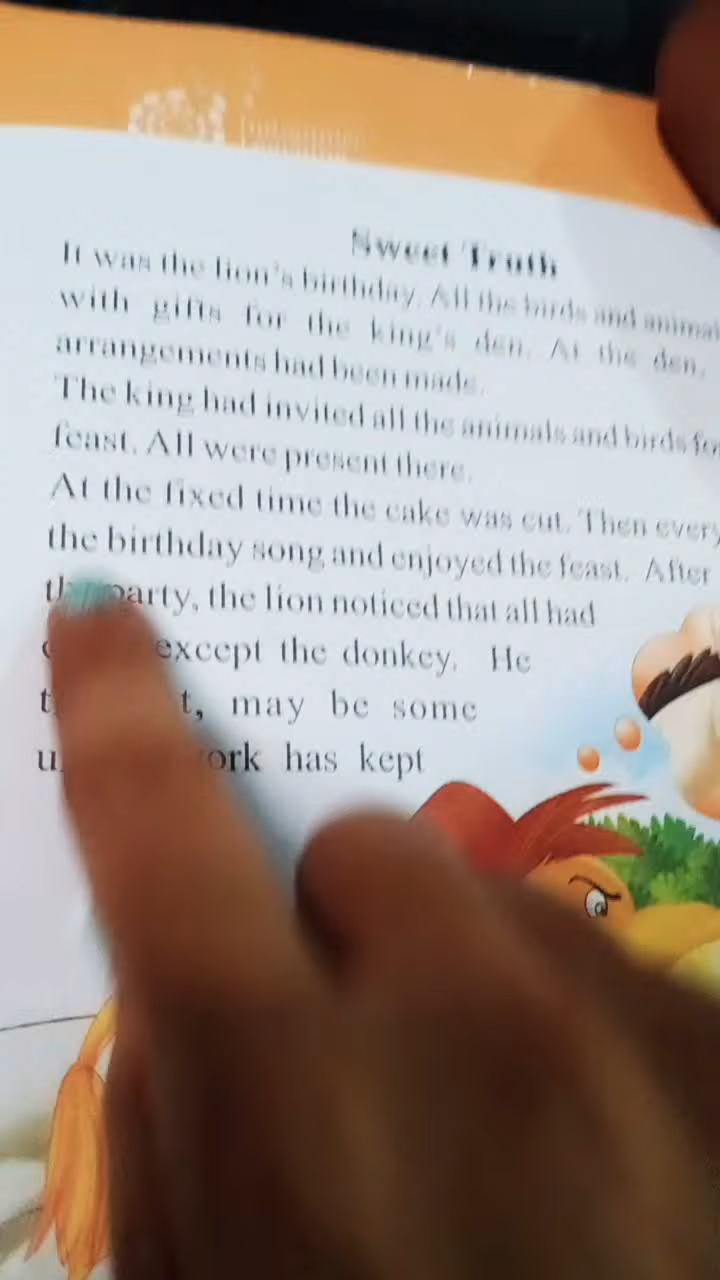 Sweet Truth
It was the lion's birthday. All the birds and animal
with gifts for the king's den. At the den,
arrangements had been made.
The king had invited all the animals and birds fo
feast. All were present there.
At the fixed time the cake was cut. Then every
the birthday song and enjoyed the feast. After
party, the lion noticed that all had
except the donkey. He
may be some
has kept